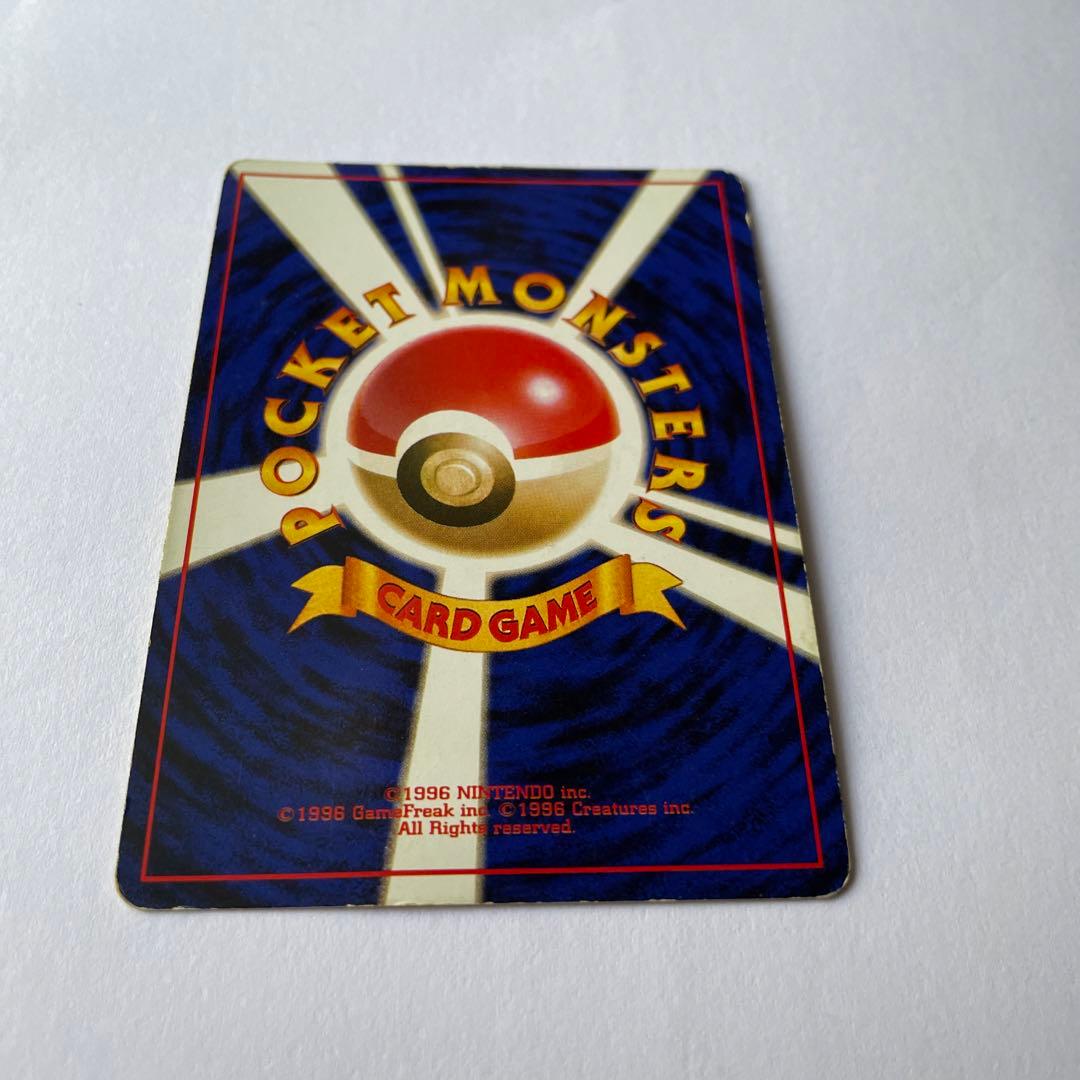 POCKET MONSTERS
CARD GAME
©1996 NINTENDO inc.
©1996 GameFreak inc. ©1996 Creatures inc.
All Rights reserved.